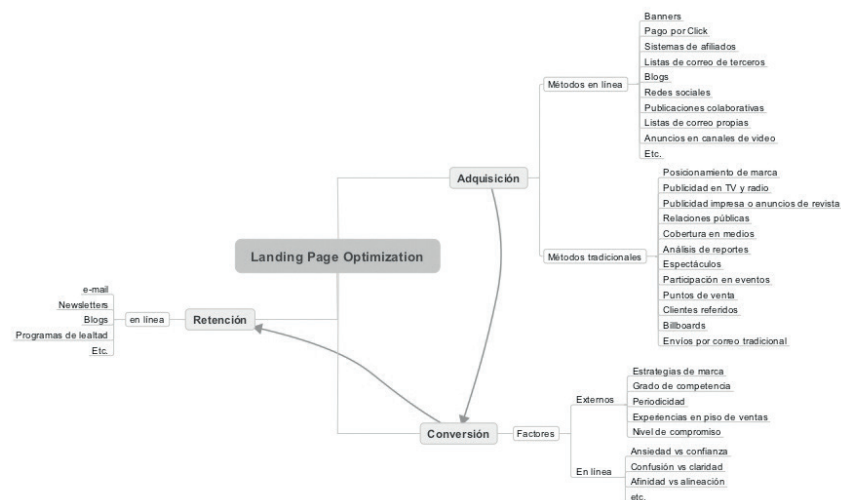 Banners
Pago por Click
Sistemas de afiliados
Listas de correo de terceros
Métodos en línea
Blogs
Redes sociales
Publicaciones colaborativas
Listas de correo propias
Anuncios en canales de video
Etc.
Adquisición
Posicionamiento de marca
Publicidad en TV y radio
Publicidad impresa o anuncios de revista
Relaciones públicas
Cobertura en medios
Métodos tradicionales
Análisis de reportes
Espectáculos
Participación en eventos
Puntos de venta
Clientes referidos
Billboards
Envíos por correo tradicional
Landing Page Optimization
e-mail
Newsletters
Blogs
Programas de lealtad
Etc.
en línea
Retención
Conversión
Factores
Externos
Estrategias de marca
Grado de competencia
Periodicidad
Experiencias en piso de ventas
Nivel de compromiso
En línea
Ansiedad vs confianza
Confusión vs claridad
Afinidad vs alineación
etc.